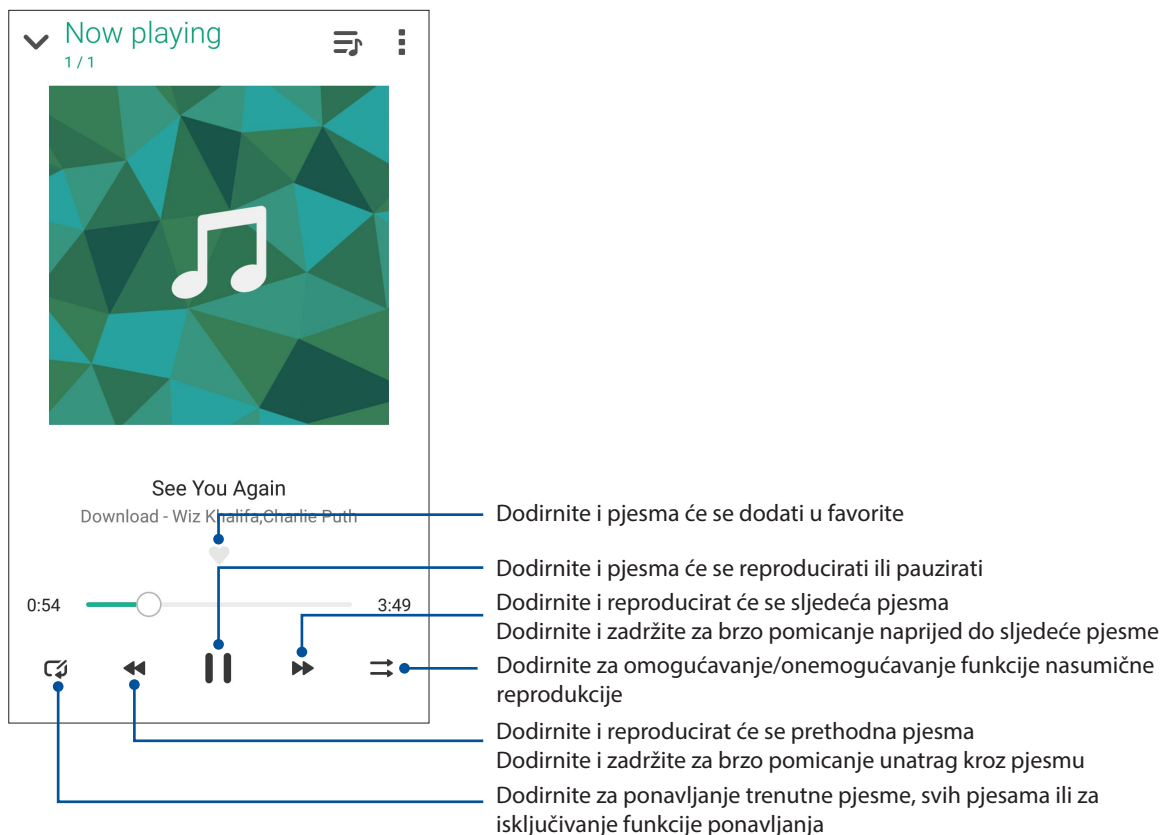 Now playing
1 / 1
See You Again
Download - Wiz Khalifa,Charlie Puth
0:54
3:49
Dodirnite i pjesma će se dodati u favorite
Dodirnite i pjesma će se reproducirati ili pauzirati
Dodirnite i reproducirat će se sljedeća pjesma
Dodirnite i zadržite za brzo pomicanje naprijed do sljedeće pjesme
Dodirnite za omogućavanje/onemogućavanje funkcije nasumične
reprodukcije
Dodirnite i reproducirat će se prethodna pjesma
Dodirnite i zadržite za brzo pomicanje unatrag kroz pjesmu
Dodirnite za ponavljanje trenutne pjesme, svih pjesama ili za
isključivanje funkcije ponavljanja